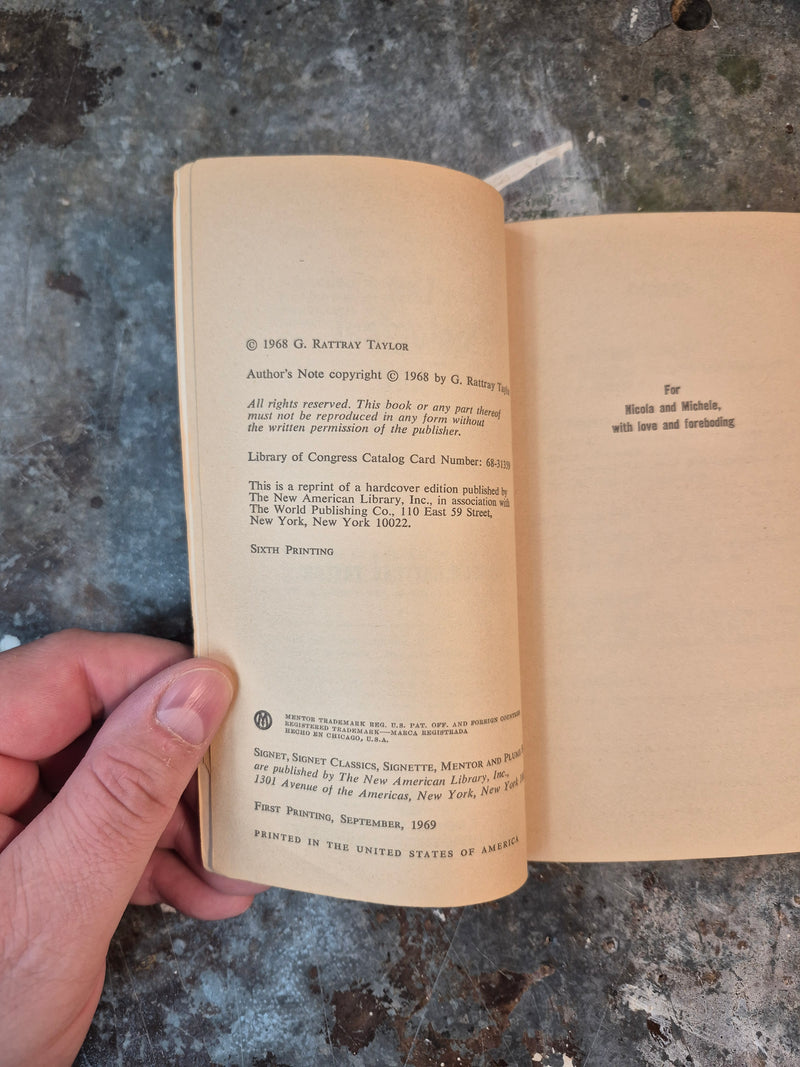 © 1968 G. RATTRAY TAYLOR
Author's Note copyright © 1968 by G. Rattray
All rights reserved. This book or any part thereof
must not be reproduced in any form without
the written permission of the publisher.
Library of Congress Catalog Card Number: 68-31339
This is a reprint of a hardcover edition published by
The New American Library, Inc., in association with
The World Publishing Co., 110 East 59 Street,
New York, New York 10022.
SIXTH PRINTING
M
MENTOR TRADEMARK REG. U.S. PAT. OFF. AND FOREIGN COUNTRIES
REGISTERED TRADEMARK—MARCA REGISTRADA
HECHO EN CHICAGO, U.S.A.
SIGNET, SIGNET CLASSICS, SIGNETTE, MENTOR AND
are published by The New American Library, Inc.,
1301 Avenue of the Americas, New York, New York
FIRST PRINTING, SEPTEMBER, 1969
PRINTED IN THE UNITED STATES OF AMERICA
For
Nicola and Michele,
with love and foreboding